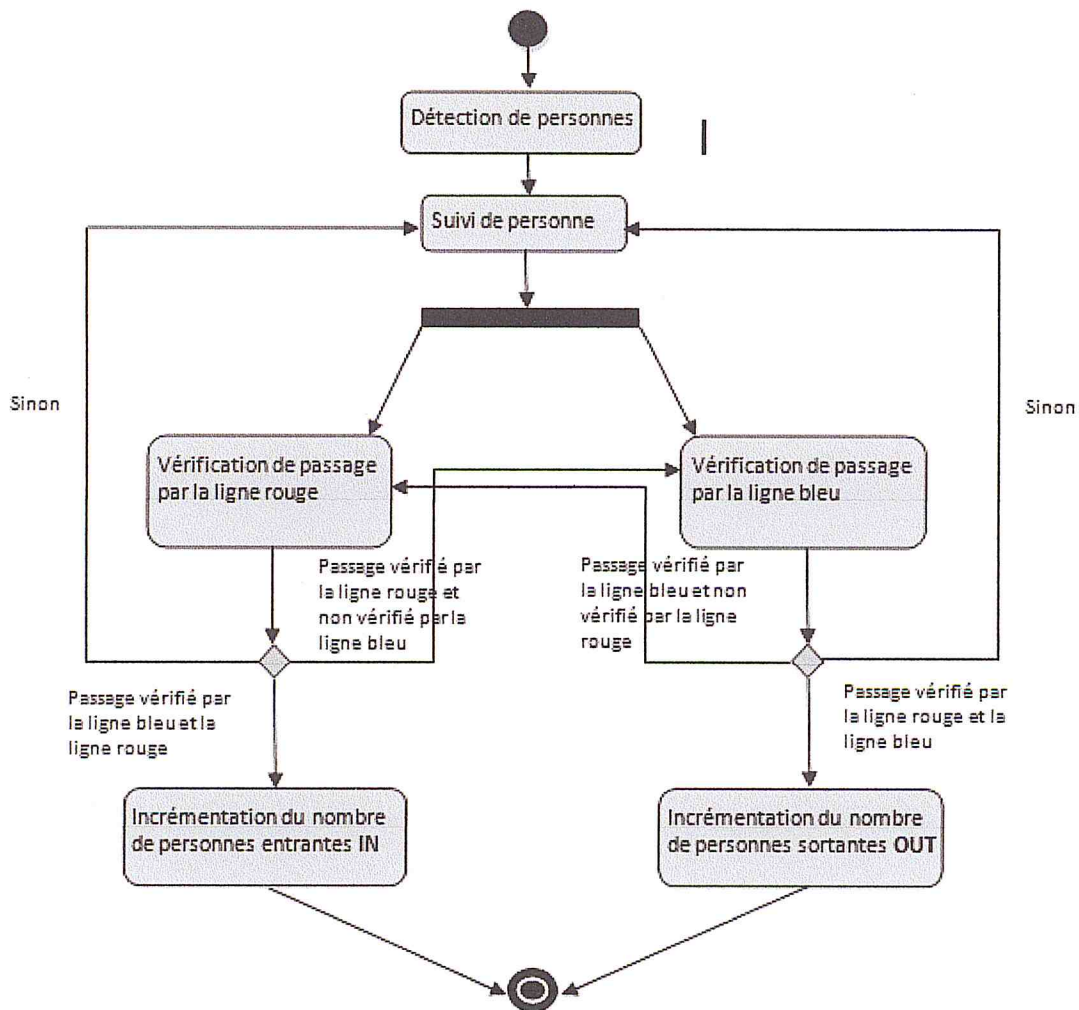 Détection de personnes
Suivi de personne
Sinon
Sinon
Vérification de passage
par la ligne rouge
Vérification de passage
par la ligne bleu
Passage vérifié par
la ligne rouge et
non vérifié par la
ligne bleu
Passage vérifié par
la ligne bleu et non
vérifié par la ligne
rouge
Passage vérifié par
la ligne bleu et la
ligne rouge
Passage vérifié par
la ligne rouge et la
ligne bleu
Incrémentation du nombre
de personnes entrantes IN
Incrémentation du nombre
de personnes sortantes OUT